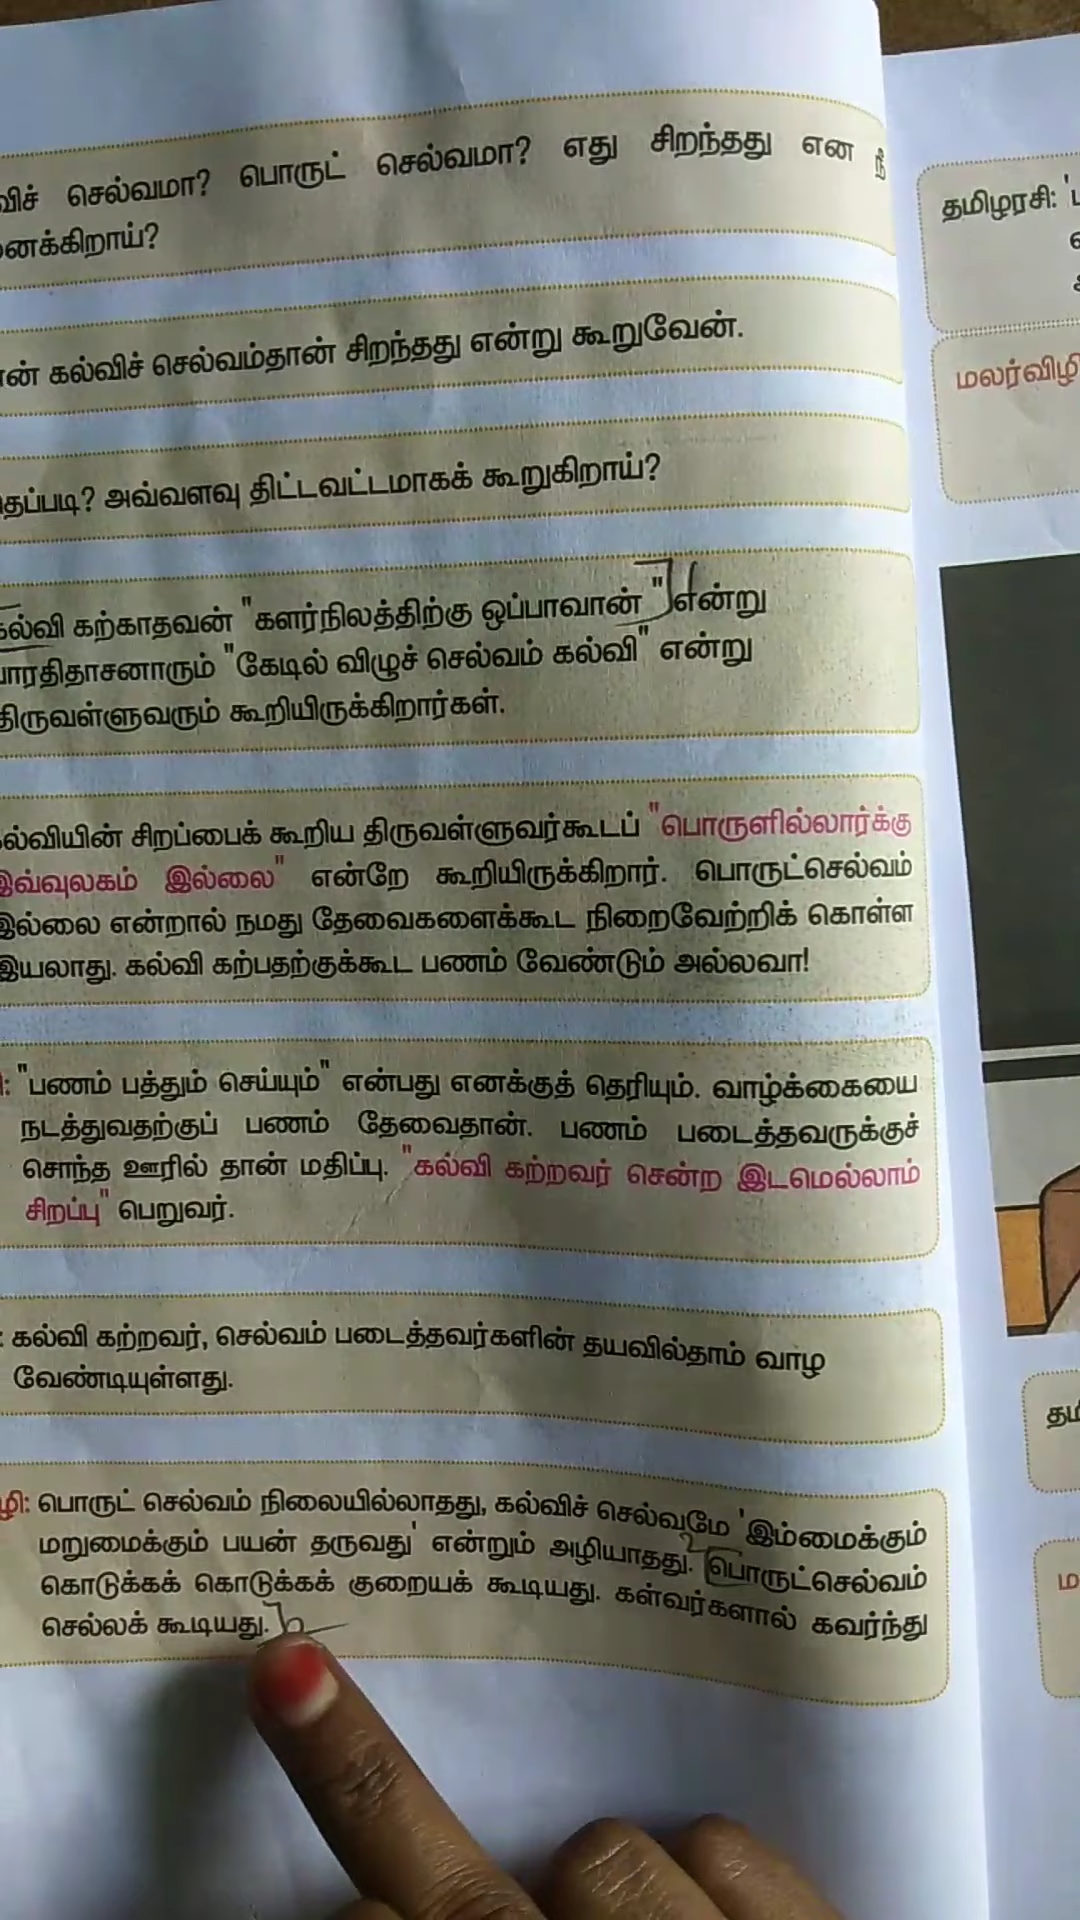 செல்வமா? பொருட் செல்வமா? எது சிறந்தது என நீ
கல்விச் செல்வம்தான் சிறந்தது என்று கூறுவேன்.
அவ்வளவு திட்டவட்டமாகக் கூறுகிறாய்?
கல்வி கற்காதவன் "களர்நிலத்திற்கு ஒப்பாவான்" என்று
பாரதிதாசனாரும் "கேடில் விழுச் செல்வம் கல்வி" என்று
திருவள்ளுவரும் கூறியிருக்கிறார்கள்.
கல்வியின் சிறப்பைக் கூறிய திருவள்ளுவர்கூடப் "பொருளில்லார்க்கு
இவ்வுலகம் இல்லை" என்றே கூறியிருக்கிறார். பொருட்செல்வம்
இல்லை என்றால் நமது தேவைகளைக்கூட நிறைவேற்றிக் கொள்ள
இயலாது. கல்வி கற்பதற்குக்கூட பணம் வேண்டும் அல்லவா!
"பணம் பத்தும் செய்யும்" என்பது எனக்குத் தெரியும். வாழ்க்கையை
நடத்துவதற்குப் பணம் தேவைதான். பணம் படைத்தவருக்குச்
சொந்த ஊரில் தான் மதிப்பு. "கல்வி கற்றவர் சென்ற இடமெல்லாம்
சிறப்பு" பெறுவர்.
: கல்வி கற்றவர், செல்வம் படைத்தவர்களின் தயவில்தாம் வாழ
வேண்டியுள்ளது.
ழி: பொருட் செல்வம் நிலையில்லாதது, கல்விச் செல்வமே 'இம்மைக்கும்
மறுமைக்கும் பயன் தருவது' என்றும் அழியாதது. பொருட்செல்வம்
கொடுக்கக் கொடுக்கக் குறையக் கூடியது. கள்வர்களால் கவர்ந்து
செல்லக் கூடியது.
தமிழரசி:
மலர்விழி